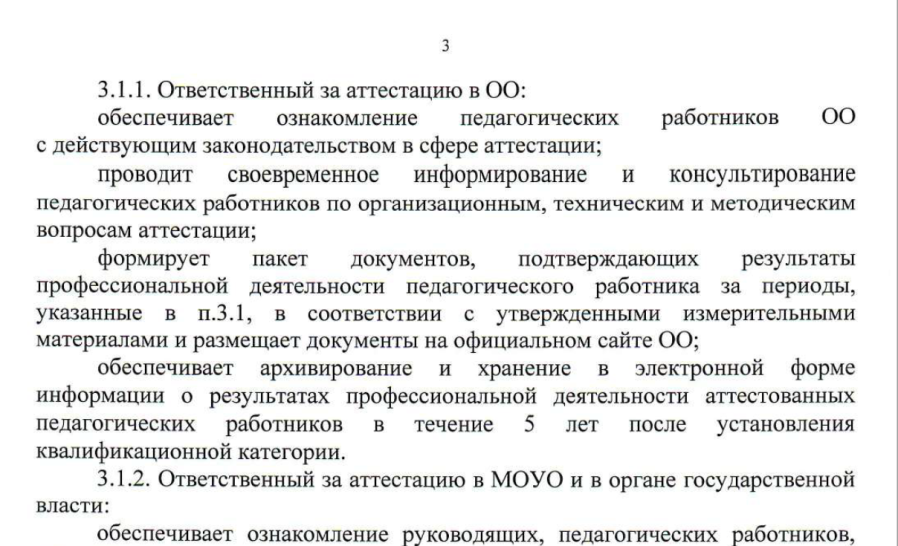 3
3.1.1. Ответственный за аттестацию в ОО:
обеспечивает ознакомление педагогических работников ОО
с действующим законодательством в сфере аттестации;
проводит своевременное информирование и консультирование
педагогических работников по организационным, техническим и методическим
вопросам аттестации;
формирует пакет документов, подтверждающих результаты
профессиональной деятельности педагогического работника за периоды,
указанные в п.3.1, в соответствии с утвержденными измерительными
материалами и размещает документы на официальном сайте ОО;
обеспечивает архивирование и хранение в электронной форме
информации о результатах профессиональной деятельности аттестованных
педагогических работников в течение 5 лет после установления
квалификационной категории.
3.1.2. Ответственный за аттестацию в МОУО и в органе государственной
власти:
обеспечивает ознакомление руководящих, педагогических работников,